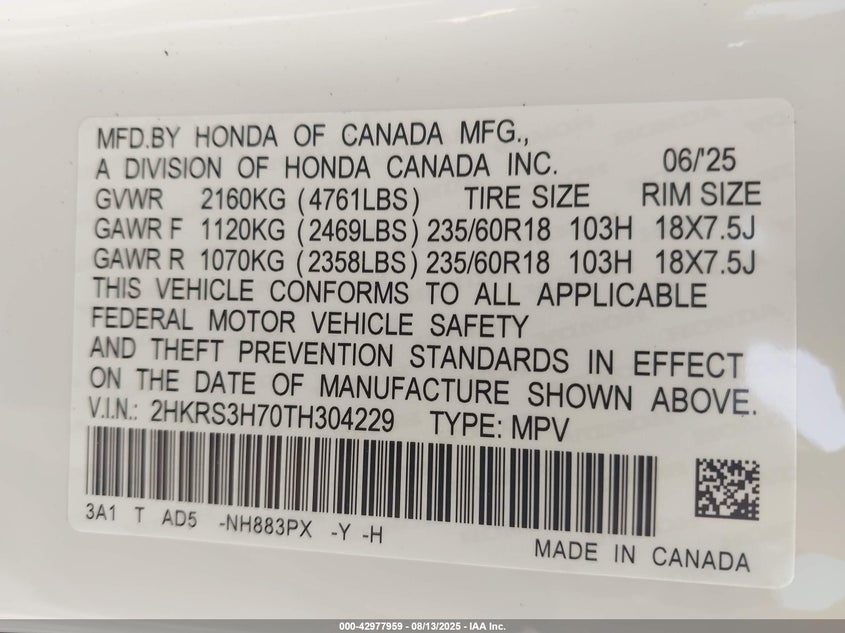 MFD.BY HONDA OF CANADA MFG.,
A DIVISION OF HONDA CANADA INC. 06/'25
GVWR 2160KG (4761LBS) TIRE SIZE RIM SIZE
GAWR F 1120KG (2469LBS) 235/60R18 103H 18X7.5J
GAWR R 1070KG (2358LBS) 235/60R18 103H 18X7.5J
THIS VEHICLE CONFORMS TO ALL APPLICABLE
FEDERAL MOTOR VEHICLE SAFETY
AND THEFT PREVENTION STANDARDS IN EFFECT
ON THE DATE OF MANUFACTURE SHOWN ABOVE.
V.I.N.: 2HKRS3H70TH304229 TYPE: MPV
3A1 T AD5 -NH883PX -Y -H
MADE IN CANADA
000-42977959 - 08/13/2025 - IAA Inc.